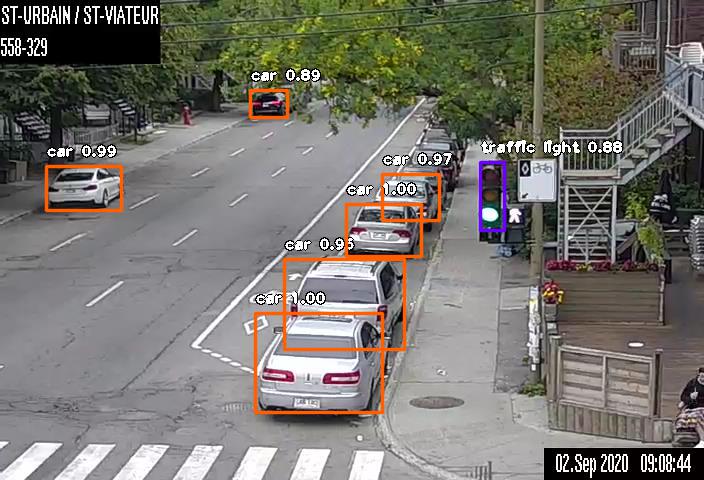 ST-URBAIN / ST-VIATEUR
558-329
car 0.89
traffic light 0.88
car 0.99
car 0.97
car 1.00
car 0.95
car 1.00
02.Sep 2020 09:08:44